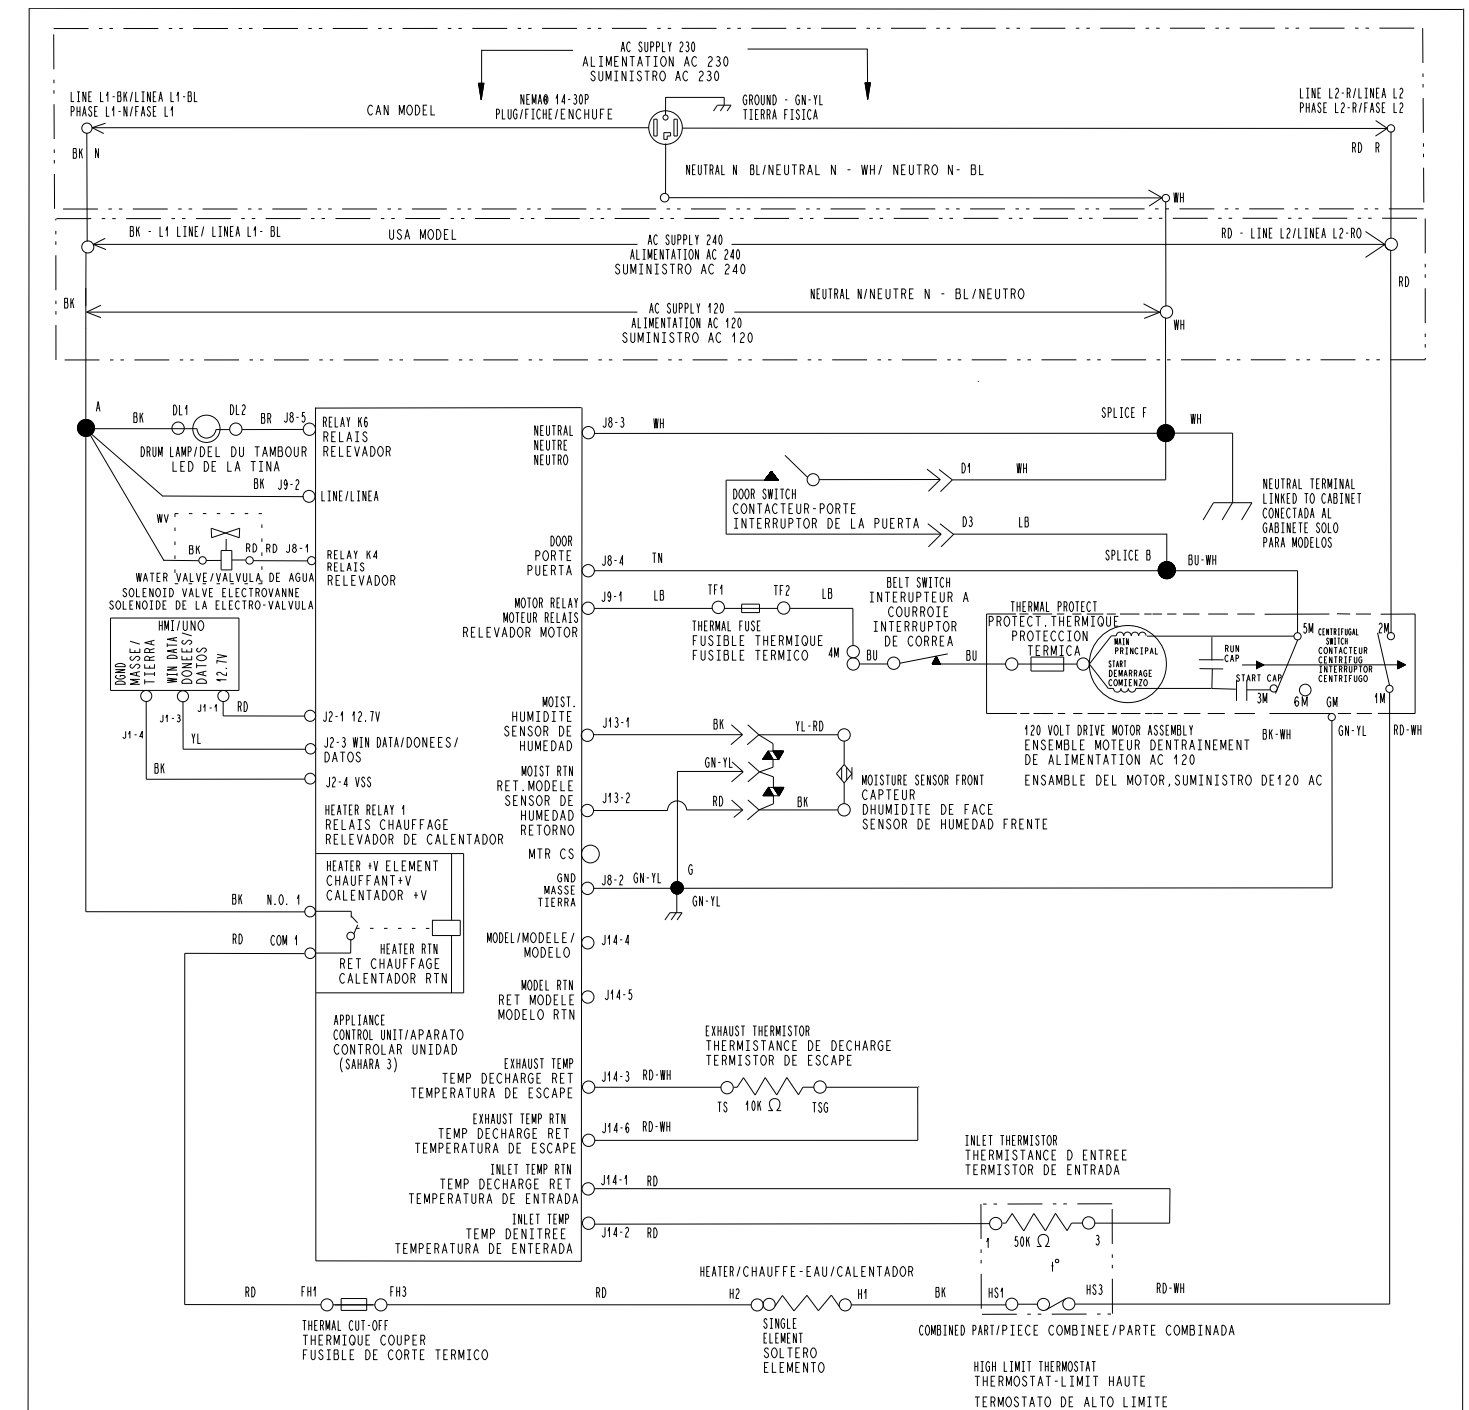 AC SUPPLY 230
ALIMENTATION AC 230
SUMINISTRO AC 230
LINE L1-BK/LINEA L1-BL
PHASE L1-N/FASE L1
CAN MODEL
NEMA® 14-30P
PLUG/FICHE/ENCHUFE
GROUND - GN-YL
TIERRA FISICA
LINE L2-R/LINEA L2
PHASE L2-R/FASE L2
BK N
RD R
NEUTRAL N BL/NEUTRAL N - WH/ NEUTRO N- BL
WH
BK - L1 LINE/ LINEA L1- BL
USA MODEL
AC SUPPLY 240
ALIMENTATION AC 240
SUMINISTRO AC 240
RD - LINE L2/LINEA L2-RO
RD
BK
NEUTRAL N/NEUTRE N - BL/NEUTRO
AC SUPPLY 120
ALIMENTATION AC 120
SUMINISTRO AC 120
WH
A
BK
DL1
DL2
BR
J8-5
DRUM LAMP/DEL DU TAMBOUR
LED DE LA TINA
RELAY K6
RELAIS
RELEVADOR
NEUTRAL
NEUTRE
NEUTRO
J8-3
WH
SPLICE F
WH
BK J9-2
LINE/LINEA
D1
WH
DOOR SWITCH
CONTACTEUR-PORTE
INTERRUPTOR DE LA PUERTA
D3
LB
NEUTRAL TERMINAL
LINKED TO CABINET
CONECTADA AL
GABINETE SOLO
PARA MODELOS
WV
BK
RD RD J8-1
RELAY K4
RELAIS
RELEVADOR
WATER VALVE/VALVULA DE AGUA
SOLENOID VALVE ELECTROVANNE
SOLENOIDE DE LA ELECTRO-VALVULA
DOOR
PORTE
PUERTA
J8-4
TN
SPLICE B
BU-WH
MOTOR RELAY
MOTEUR RELAIS
RELEVADOR MOTOR
J9-1
LB
TF1
TF2
LB
THERMAL FUSE
FUSIBLE THERMIQUE
FUSIBLE TERMICO
4M
BU
BELT SWITCH
INTERUPTEUR A
COURROIE
INTERRUPTOR
DE CORREA
BU
THERMAL PROTECT
PROTECT.THERMIQUE
PROTECCION
TERMICA
MAIN
PRINCIPAL
START
DEMARRAGE
COMIENZO
RUN
CAP
START CAP
5M
CENTRIFUGAL
SWITCH
CONTACTEUR
CENTRIFUG
INTERRUPTOR
CENTRIFUGO
2M
3M
6M
GM
1M
120 VOLT DRIVE MOTOR ASSEMBLY
ENSEMBLE MOTEUR DENTRAINEMENT
DE ALIMENTATION AC 120
ENSAMBLE DEL MOTOR,SUMINISTRO DE120 AC
BK-WH
GN-YL
RD-WH
HMI/UNO
DGND
MASSE/
TIERRA
WIN DATA
DONEES/
DATOS
12.7V
J1-4
J1-3
J1-1
RD
YL
BK
J2-1 12.7V
J2-3 WIN DATA/DONEES/
DATOS
J2-4 VSS
MOIST.
HUMIDITE
SENSOR DE
HUMEDAD
J13-1
BK
YL-RD
GN-YL
MOIST RTN
RET.MODELE
SENSOR DE
HUMEDAD
RETORNO
J13-2
RD
BK
MOISTURE SENSOR FRONT
CAPTEUR
DHUMIDITE DE FACE
SENSOR DE HUMEDAD FRENTE
HEATER RELAY 1
RELAIS CHAUFFAGE
RELEVADOR DE CALENTADOR
MTR CS
HEATER +V ELEMENT
CHAUFFANT+V
CALENTADOR +V
GND
MASSE
TIERRA
J8-2
GN-YL
G
GN-YL
BK
N.O. 1
RD
COM 1
HEATER RTN
RET CHAUFFAGE
CALENTADOR RTN
MODEL/MODELE/
MODELO
J14-4
MODEL RTN
RET MODELE
MODELO RTN
J14-5
APPLIANCE
CONTROL UNIT/APARATO
CONTROLAR UNIDAD
(SAHARA 3)
EXHAUST TEMP
TEMP DECHARGE RET
TEMPERATURA DE ESCAPE
J14-3
RD-WH
EXHAUST THERMISTOR
THERMISTANCE DE DECHARGE
TERMISTOR DE ESCAPE
TS
10K Ω
TSG
EXHAUST TEMP RTN
TEMP DECHARGE RET
TEMPERATURA DE ESCAPE
J14-6
RD-WH
INLET THERMISTOR
THERMISTANCE D ENTREE
TERMISTOR DE ENTRADA
INLET TEMP RTN
TEMP DECHARGE RET
TEMPERATURA DE ENTRADA
J14-1
RD
INLET TEMP
TEMP DENITREE
TEMPERATURA DE ENTERADA
J14-2
RD
1
50K Ω
3
t°
RD
FH1
FH3
THERMAL CUT-OFF
THERMIQUE COUPER
FUSIBLE DE CORTE TERMICO
RD
HEATER/CHAUFFE-EAU/CALENTADOR
H2
H1
SINGLE
ELEMENT
SOLTERO
ELEMENTO
BK
HS1
HS3
RD-WH
COMBINED PART/PIECE COMBINEE/PARTE COMBINADA
HIGH LIMIT THERMOSTAT
THERMOSTAT-LIMIT HAUTE
TERMOSTATO DE ALTO LIMITE